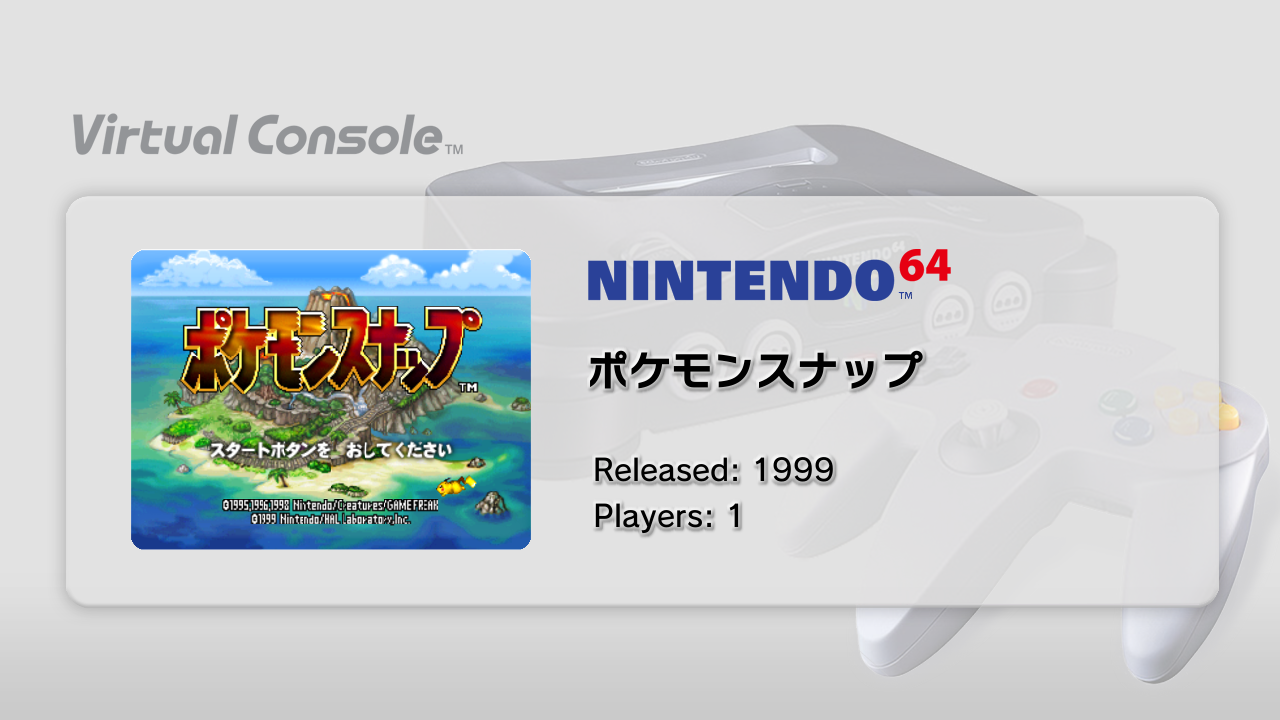 Virtual Console™
NINTENDO64™
ポケモンスナップ™
ポケモンスナップ
スタートボタンを おしてください
Released: 1999
Players: 1
©1995,1996,1998 Nintendo/Creatures/GAMEFREAK
©1999 Nintendo/HAL Laboratory,Inc.